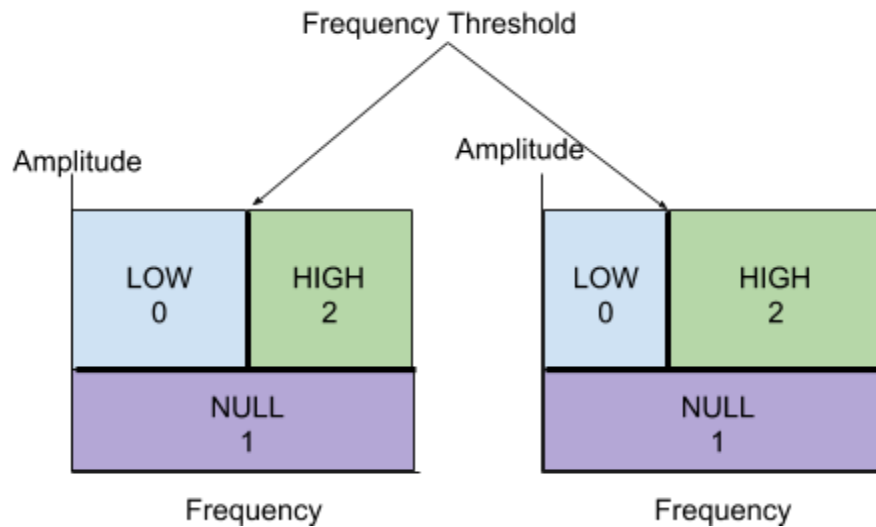 Frequency Threshold
Amplitude
LOW
0
HIGH
2
NULL
1
Frequency
Amplitude
LOW
0
HIGH
2
NULL
1
Frequency